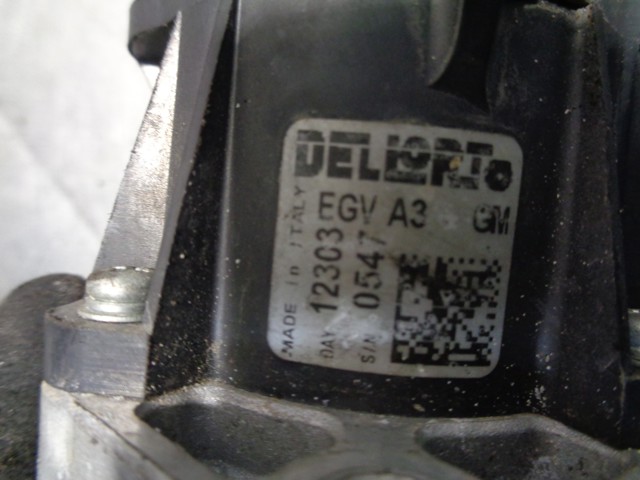 DELLORTO
EGV A3 GM
MADE in ITALY
DAY 12303
S/N 0547